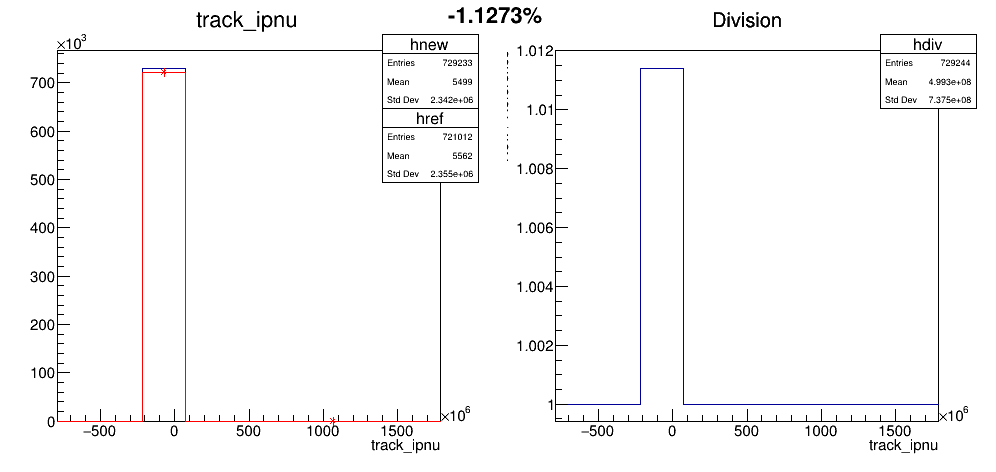 -1.1273%
track_ipnu
×10³
hnew
Entries 729233
Mean 5499
Std Dev 2.342e+06
href
Entries 721012
Mean 5562
Std Dev 2.355e+06
700
600
500
400
300
200
100
0
−500 0 500 1000 1500 ×10⁶
track_ipnu
Division
hdiv
Entries 729244
Mean 4.993e+08
Std Dev 7.375e+08
1.012
1.01
1.008
1.006
1.004
1.002
1
−500 0 500 1000 1500 ×10⁶
track_ipnu